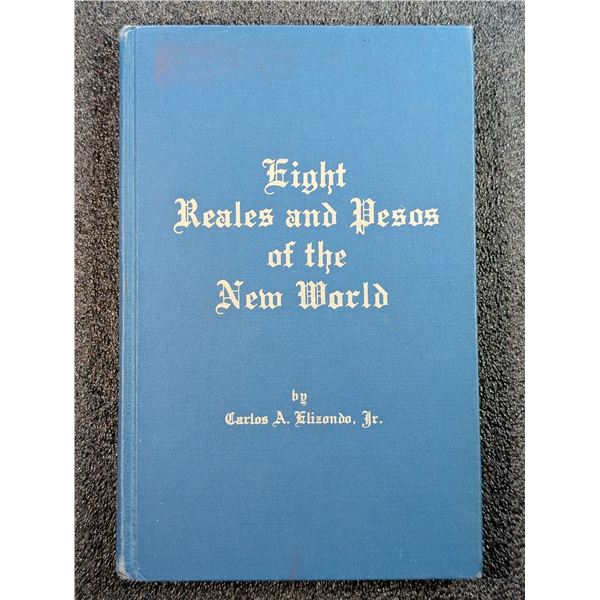 Eight
Reales and Pesos
of the
New World
by
Carlos A. Elizondo, Jr.